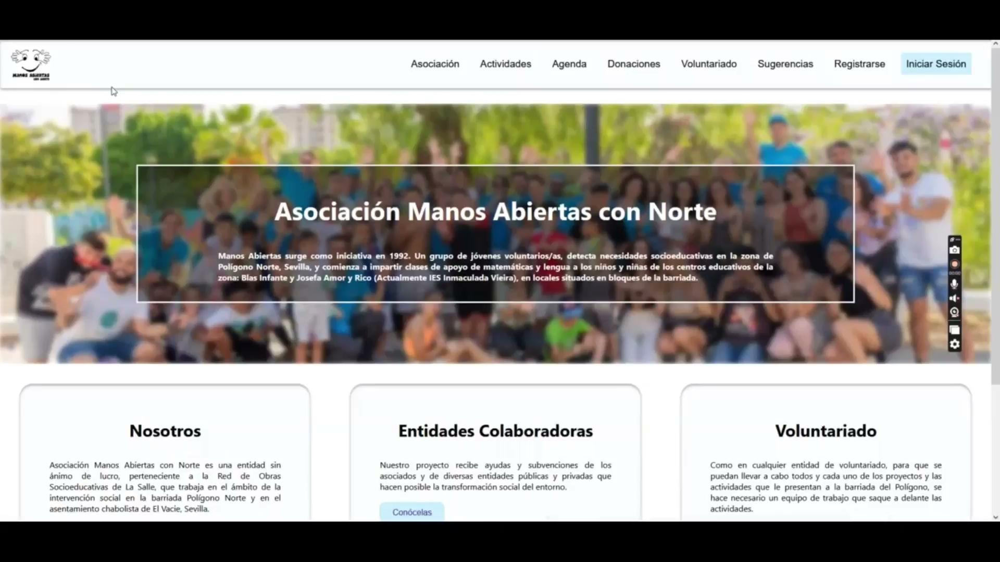 MANOS ABIERTAS
CON NORTE
Asociación
Actividades
Agenda
Donaciones
Voluntariado
Sugerencias
Registrarse
Iniciar Sesión
Asociación Manos Abiertas con Norte
Manos Abiertas surge como iniciativa en 1992. Un grupo de jóvenes voluntarios/as, detecta necesidades socioeducativas en la zona de
Polígono Norte, Sevilla, y comienza a impartir clases de apoyo de matemáticas y lengua a los niños y niñas de los centros educativos de la
zona: Blas Infante y Josefa Amor y Rico (Actualmente IES Inmaculada Vieira), en locales situados en bloques de la barriada.
00:00
Nosotros
Asociación Manos Abiertas con Norte es una entidad sin
ánimo de lucro, perteneciente a la Red de Obras
Socioeducativas de La Salle, que trabaja en el ámbito de la
intervención social en la barriada Polígono Norte y en el
asentamiento chabolista de El Vacie, Sevilla.
Entidades Colaboradoras
Nuestro proyecto recibe ayudas y subvenciones de los
asociados y de diversas entidades públicas y privadas que
hacen posible la transformación social del entorno.
Conócelas
Voluntariado
Como en cualquier entidad de voluntariado, para que se
puedan llevar a cabo todos y cada uno de los proyectos y las
actividades que le presentan a la barriada del Polígono, se
hace necesario un equipo de trabajo que saque a delante las
actividades.